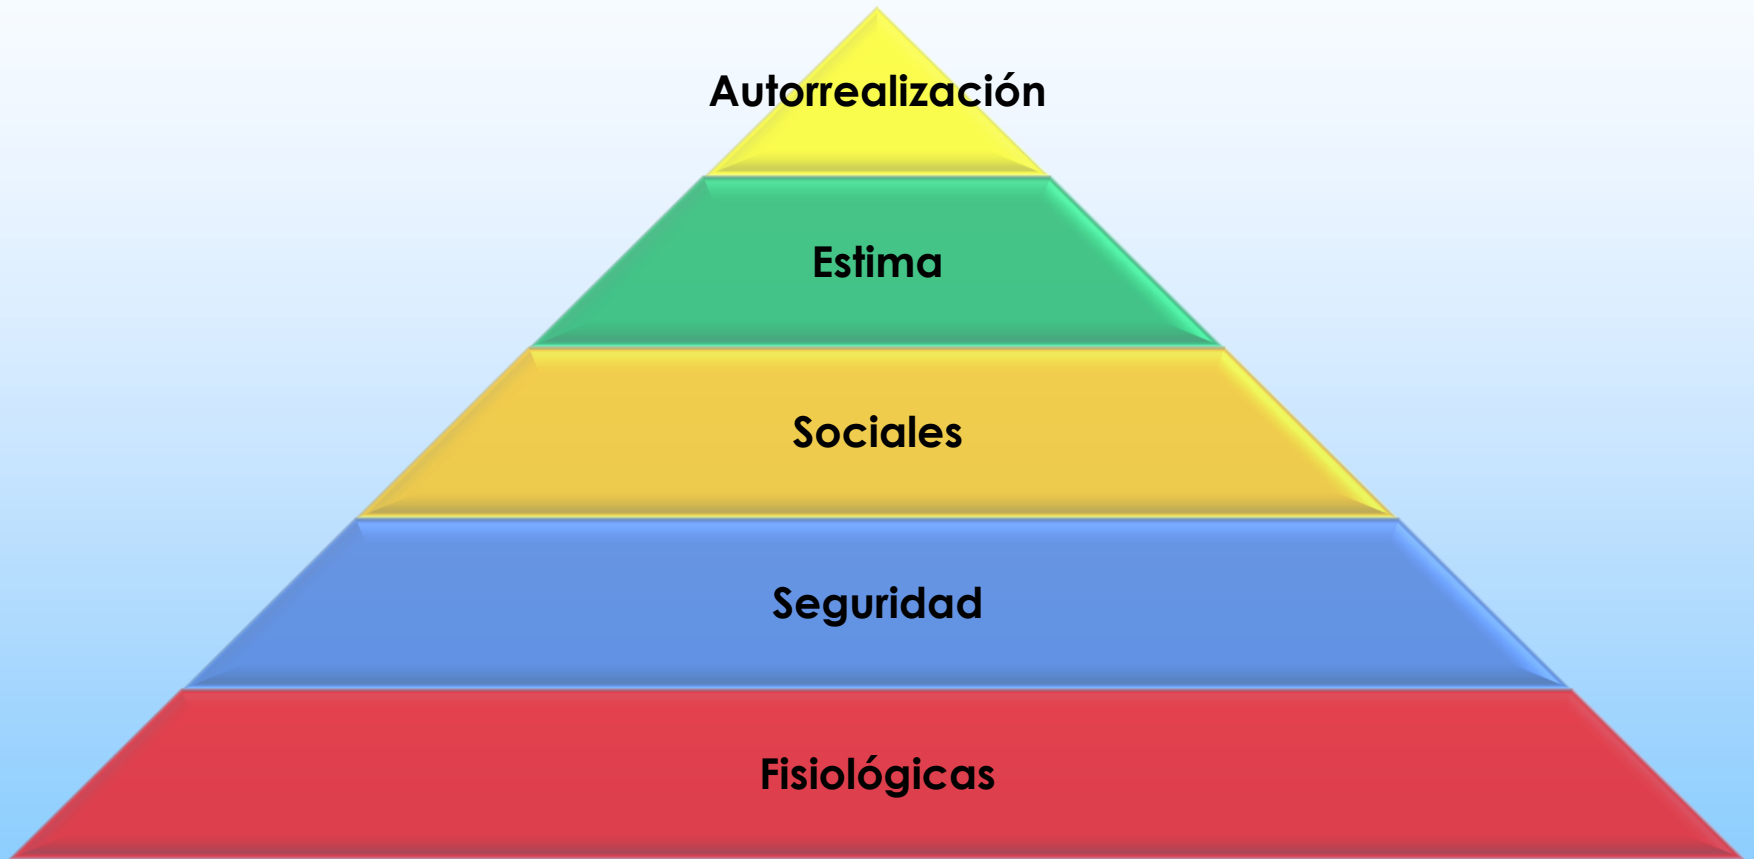 Autorrealización
Estima
Sociales
Seguridad
Fisiológicas